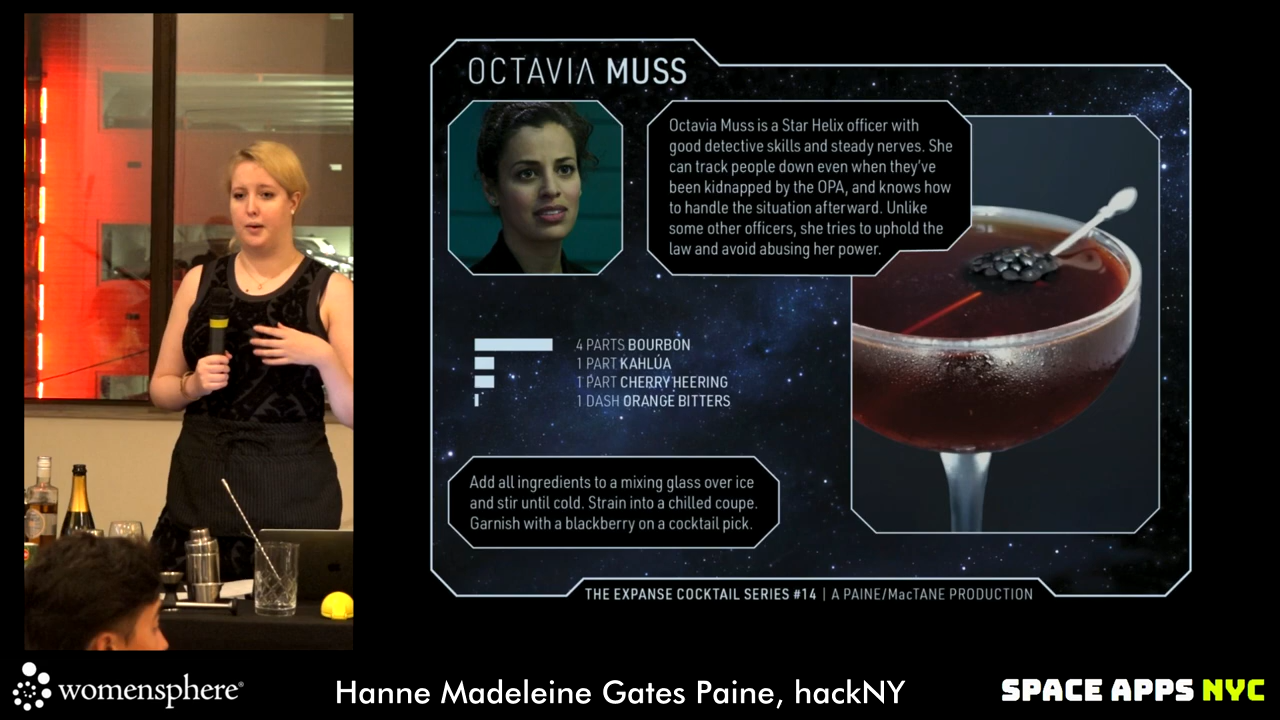 OCTAVIA MUSS
Octavia Muss is a Star Helix officer with
good detective skills and steady nerves. She
can track people down even when they've
been kidnapped by the OPA, and knows how
to handle the situation afterward. Unlike
some other officers, she tries to uphold the
law and avoid abusing her power.
4 PARTS BOURBON
1 PART KAHLÚA
1 PART CHERRY HEERING
1 DASH ORANGE BITTERS
Add all ingredients to a mixing glass over ice
and stir until cold. Strain into a chilled coupe.
Garnish with a blackberry on a cocktail pick.
THE EXPANSE COCKTAIL SERIES #14 | A PAINE/MacTANE PRODUCTION
womensphere®
Hanne Madeleine Gates Paine, hackNY
SPACE APPS NYC